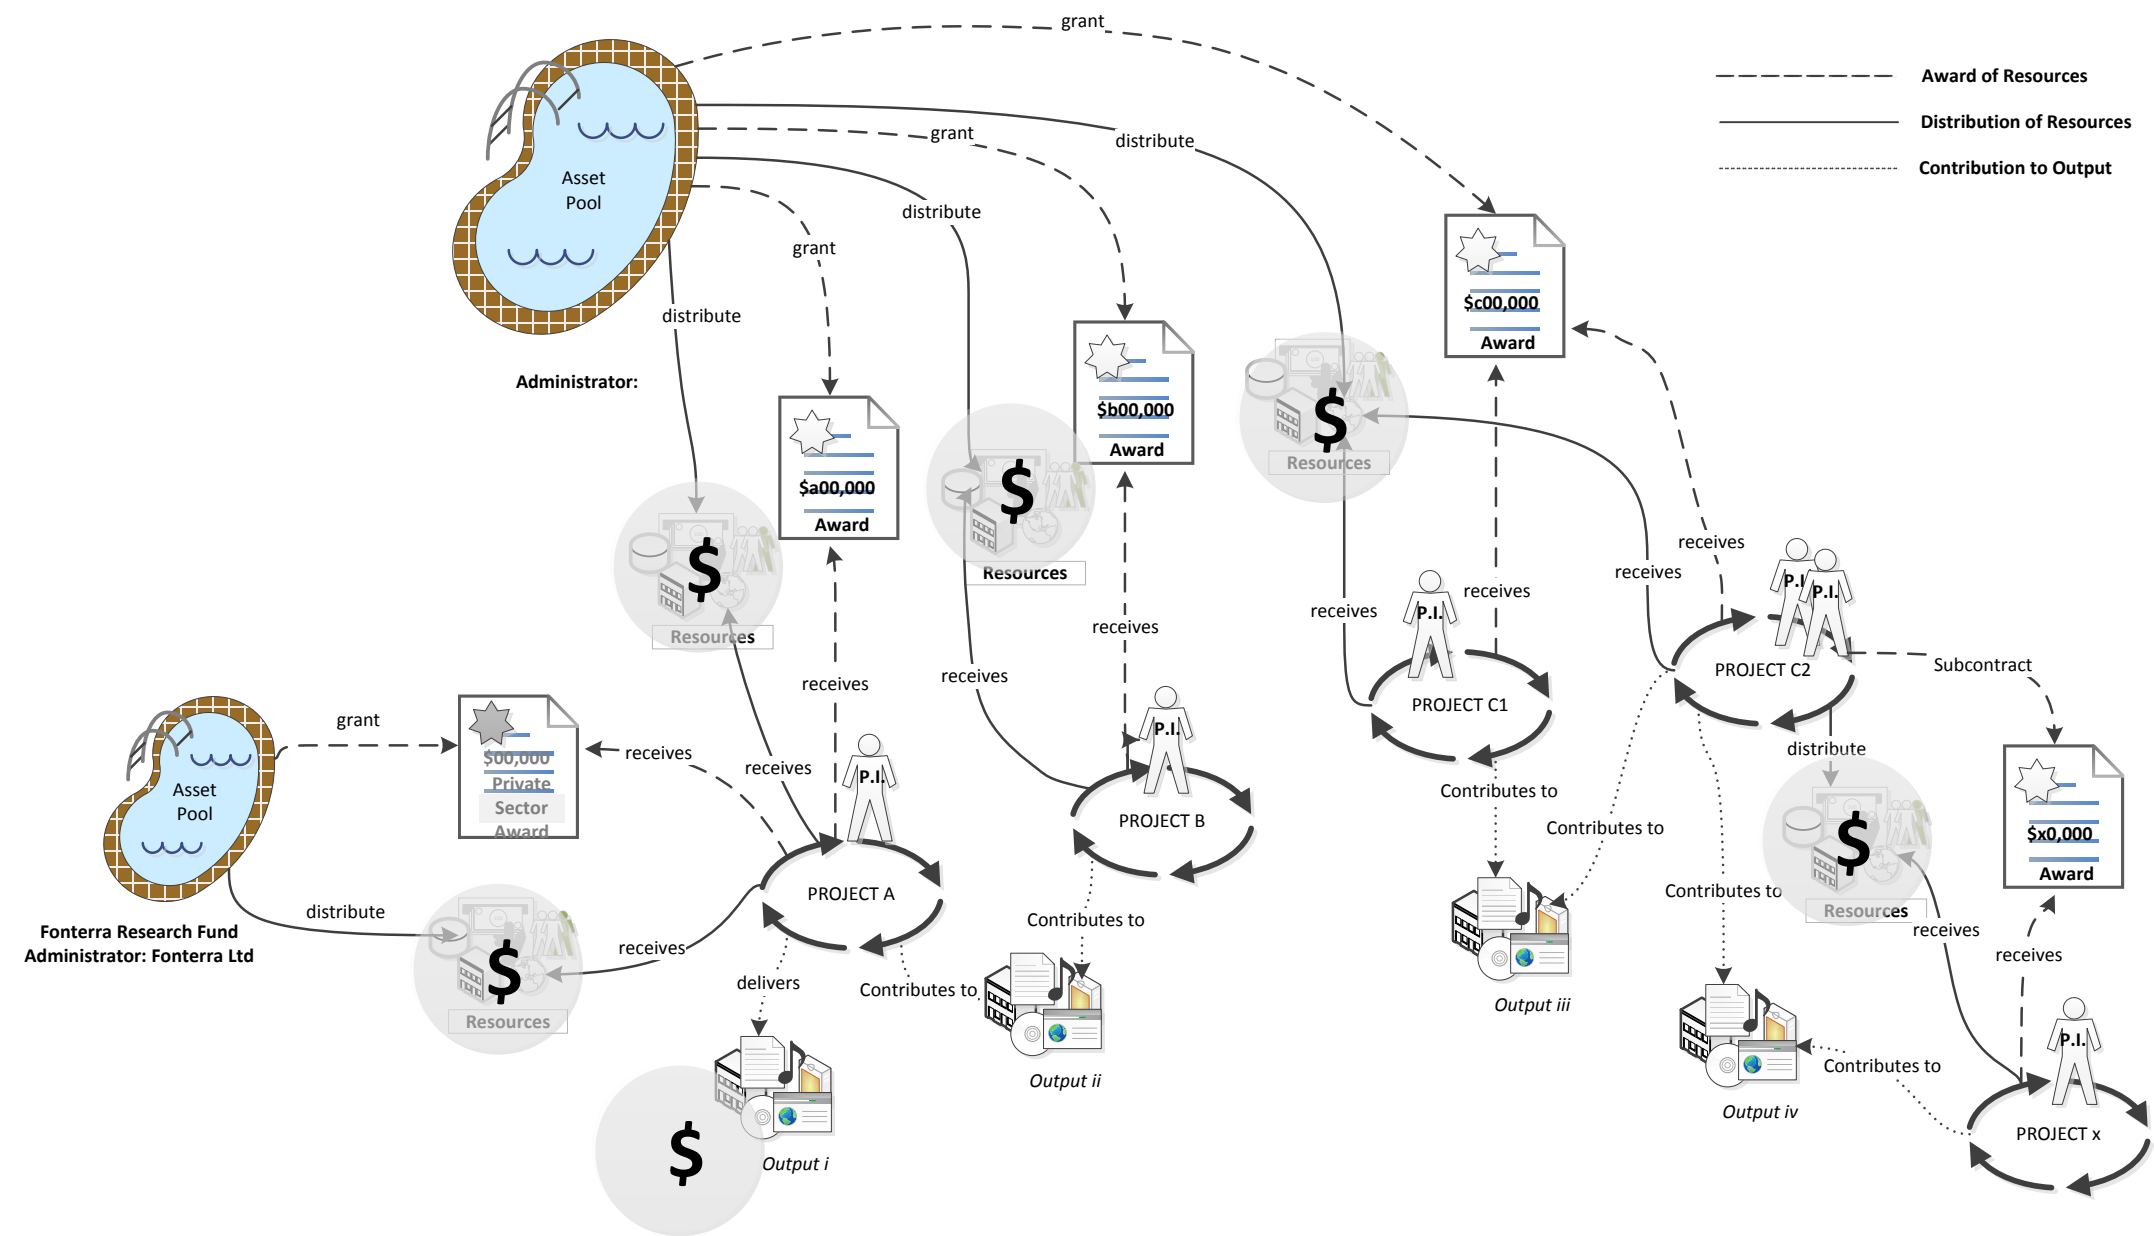 grant
Award of Resources
Distribution of Resources
Contribution to Output
grant
distribute
Asset
Pool
distribute
grant
distribute
Administrator:
$c00,000
Award
$b00,000
Award
$
Resources
$a00,000
Award
$
Resources
$
Resources
receives
receives
receives
receives
receives
P.I.
P.I.
P.I.
PROJECT C1
PROJECT C2
Subcontract
receives
receives
receives
receives
receives
grant
$00,000
Private
Sector
Award
Asset
Pool
P.I.
P.I.
PROJECT A
PROJECT B
distribute
Contributes to
Contributes to
Contributes to
$
Resources
$x0,000
Award
distribute
Fonterra Research Fund
Administrator: Fonterra Ltd
receives
$
Resources
delivers
Contributes to
Contributes to
receives
receives
Output i
Output ii
Output iii
Output iv
Contributes to
P.I.
PROJECT x
$